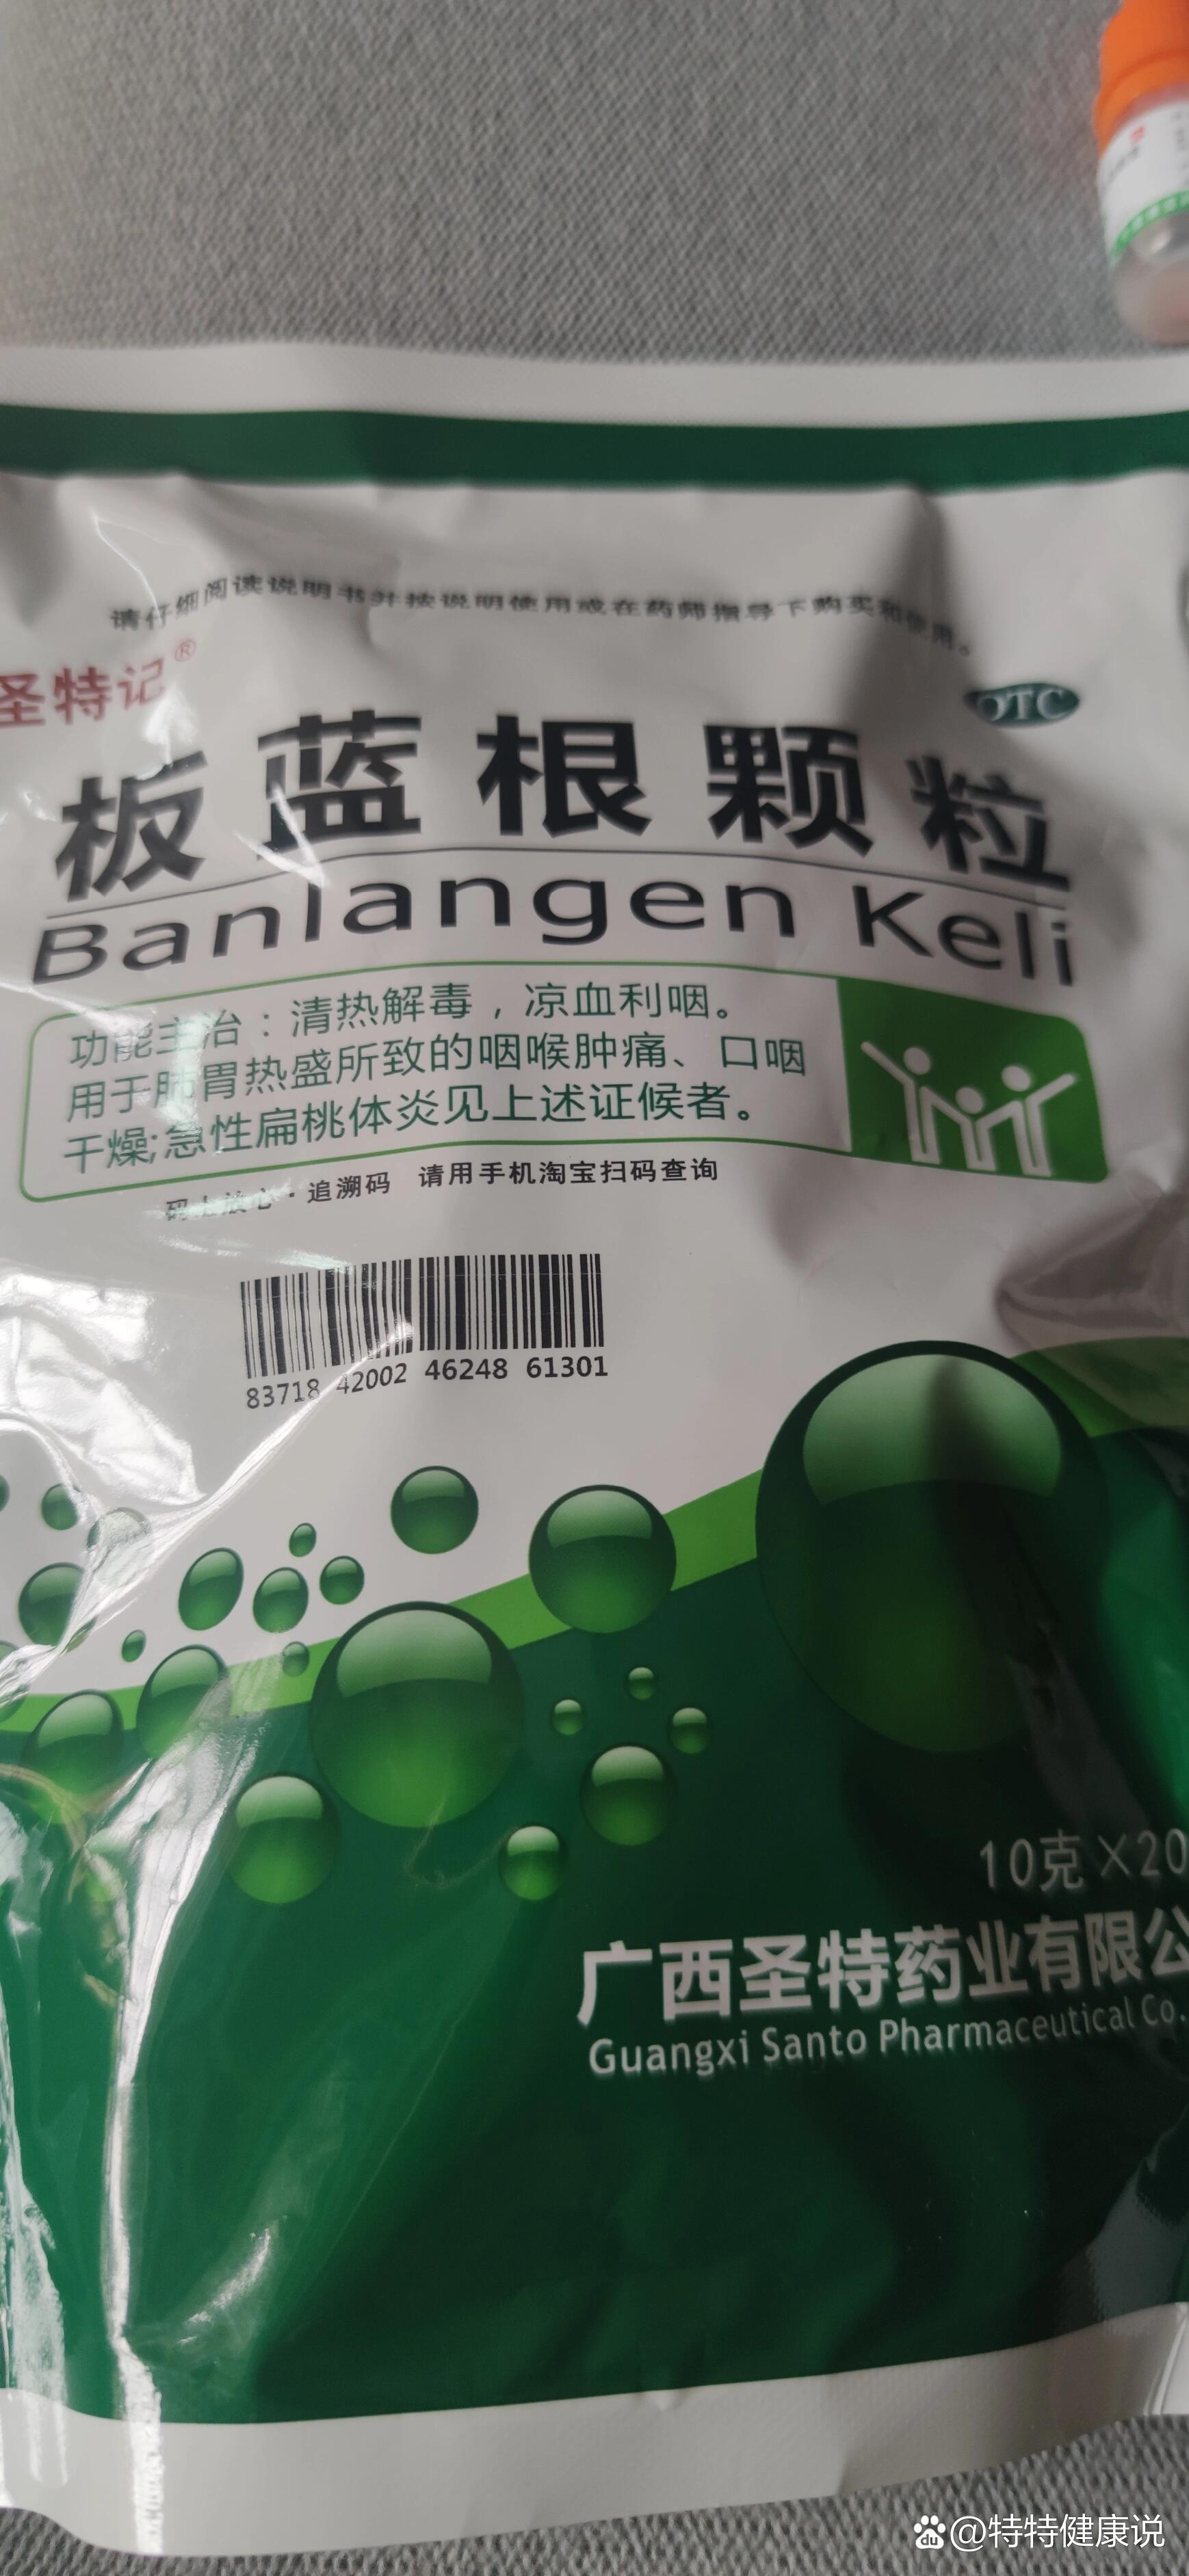 请仔细阅读说明书并按说明使用或在药师指导下购买和使用。
圣特记®
OTC
板蓝根颗粒
Banlangen Keli
功能主治：清热解毒，凉血利咽。
用于肺胃热盛所致的咽喉肿痛、口咽
干燥;急性扁桃体炎见上述证候者。
码上放心·追溯码 请用手机淘宝扫码查询
83718 42002 46248 61301
10克×20
广西圣特药业有限公
Guangxi Santo Pharmaceutical Co.
du @特特健康说